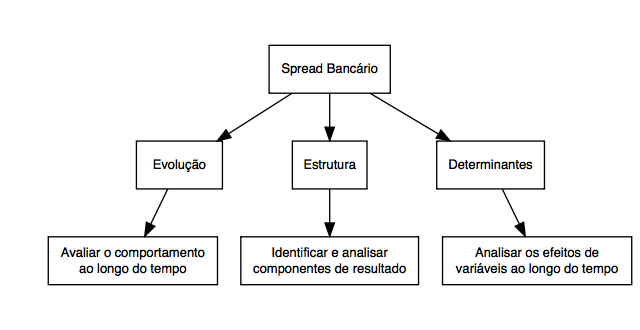 Spread Bancário
Evolução
Estrutura
Determinantes
Avaliar o comportamento
ao longo do tempo
Identificar e analisar
componentes de resultado
Analisar os efeitos de
variáveis ao longo do tempo